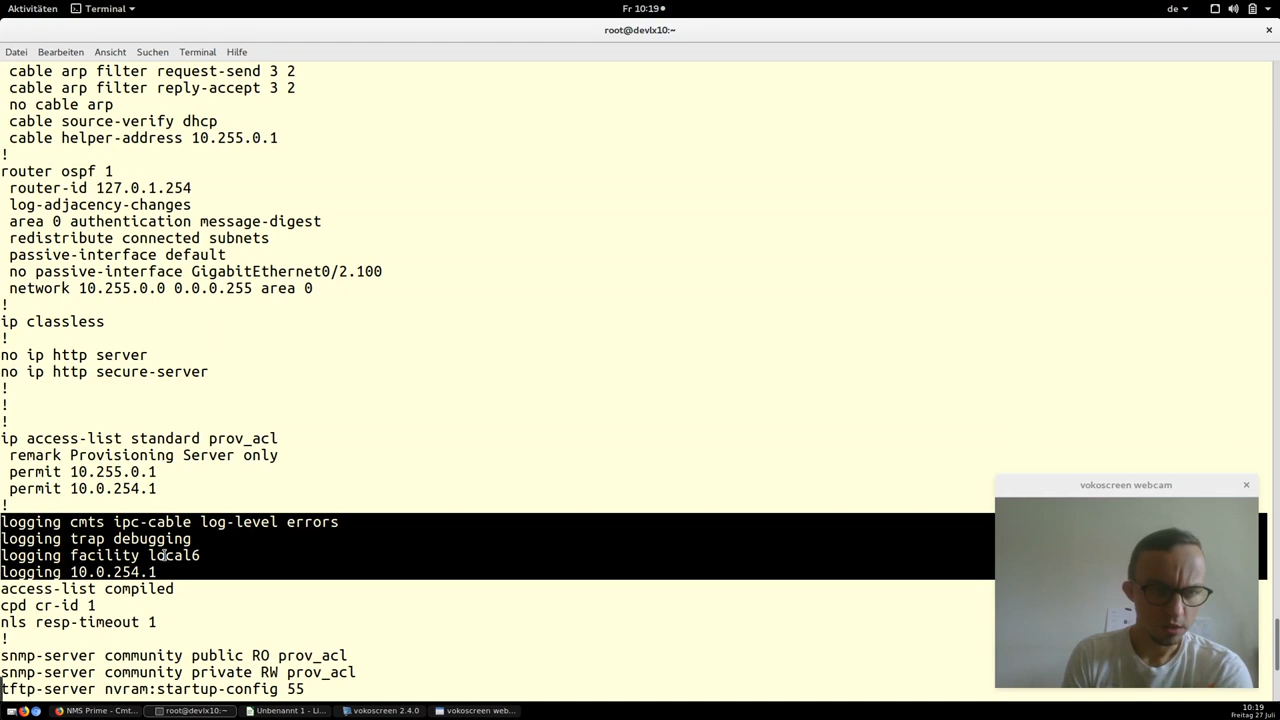 Aktivitäten Terminal Fr 10:19 de
root@devlx10:~
Datei Bearbeiten Ansicht Suchen Terminal Hilfe
cable arp filter request-send 3 2
cable arp filter reply-accept 3 2
no cable arp
cable source-verify dhcp
cable helper-address 10.255.0.1
!
router ospf 1
router-id 127.0.1.254
log-adjacency-changes
area 0 authentication message-digest
redistribute connected subnets
passive-interface default
no passive-interface GigabitEthernet0/2.100
network 10.255.0.0 0.0.0.255 area 0
!
ip classless
!
no ip http server
no ip http secure-server
!
!
!
ip access-list standard prov_acl
remark Provisioning Server only
permit 10.255.0.1
permit 10.0.254.1
!
logging cmts ipc-cable log-level errors
logging trap debugging
logging facility local6
logging 10.0.254.1
access-list compiled
cpd cr-id 1
nls resp-timeout 1
!
snmp-server community public RO prov_acl
snmp-server community private RW prov_acl
tftp-server nvram:startup-config 55
vokoscreen webcam
NMS Prime - Cmt... root@devlx10:~ Unbenannt 1 - Li... vokoscreen 2.4.0 vokoscreen web...
10:19
Freitag 27 Juli